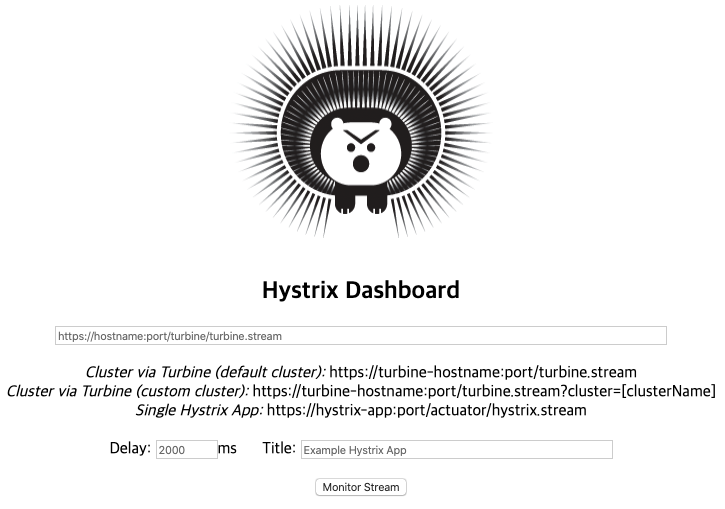 Hystrix Dashboard
https://hostname:port/turbine/turbine.stream
Cluster via Turbine (default cluster): https://turbine-hostname:port/turbine.stream
Cluster via Turbine (custom cluster): https://turbine-hostname:port/turbine.stream?cluster=[clusterName]
Single Hystrix App: https://hystrix-app:port/actuator/hystrix.stream
Delay: 2000 ms Title: Example Hystrix App
Monitor Stream